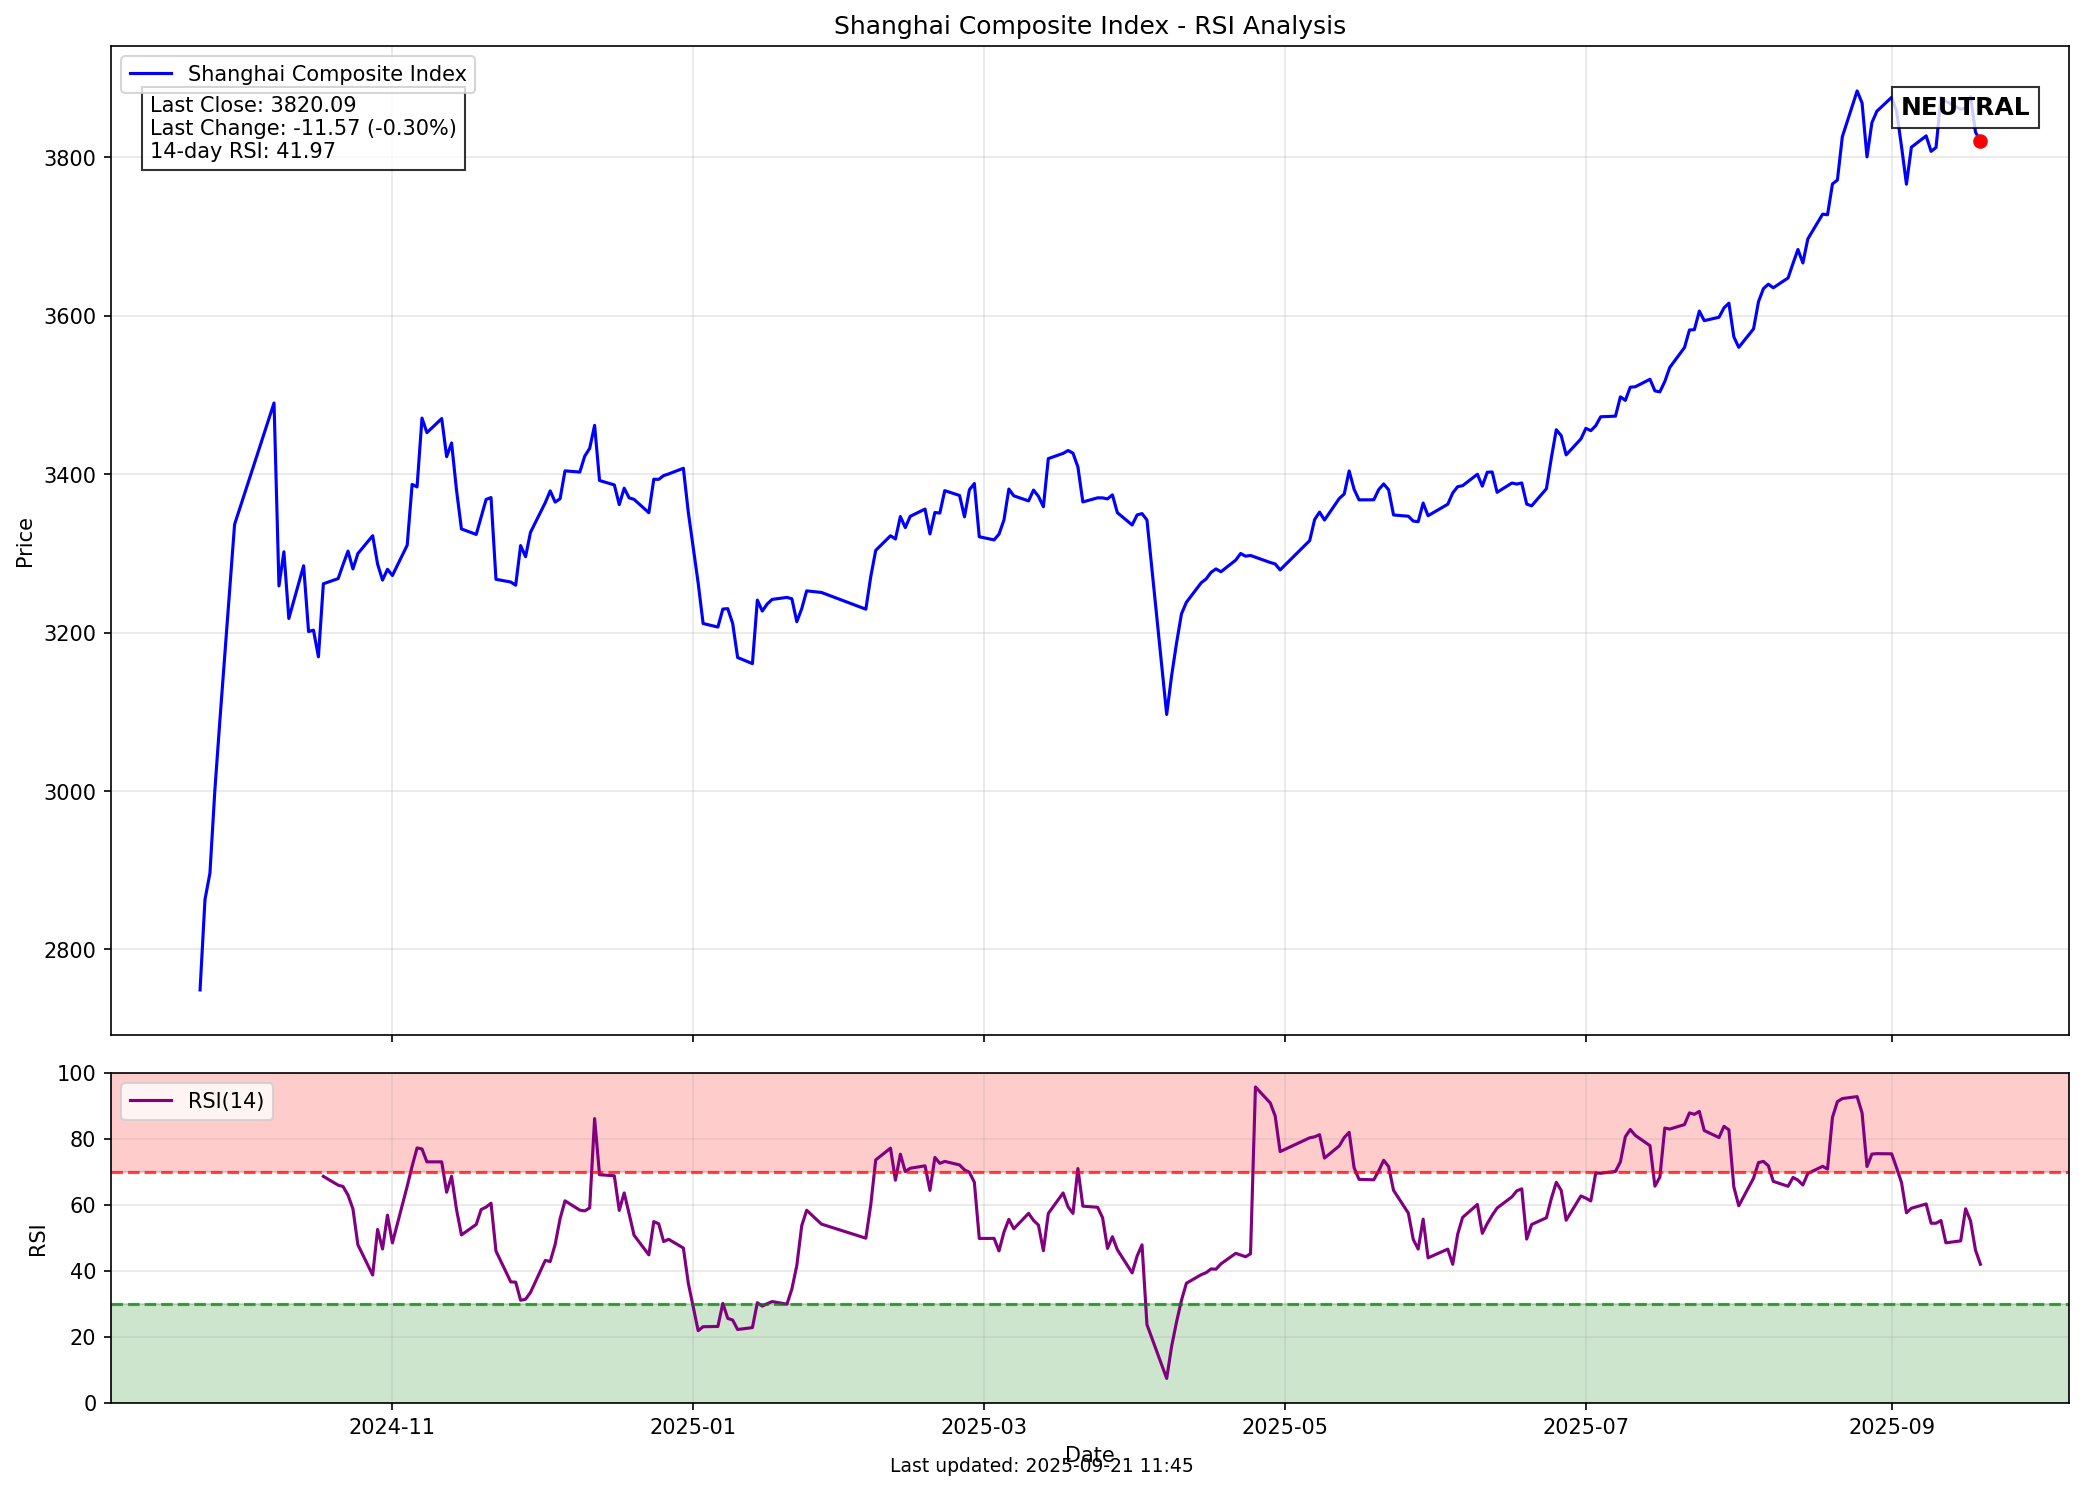 Shanghai Composite Index - RSI Analysis
Shanghai Composite Index
Last Close: 3820.09
Last Change: -11.57 (-0.30%)
14-day RSI: 41.97
NEUTRAL
3800
3600
3400
3200
3000
2800
Price
RSI(14)
100
80
60
40
20
0
RSI
2024-11
2025-01
2025-03
2025-05
2025-07
2025-09
Date
Last updated: 2025-09-21 11:45